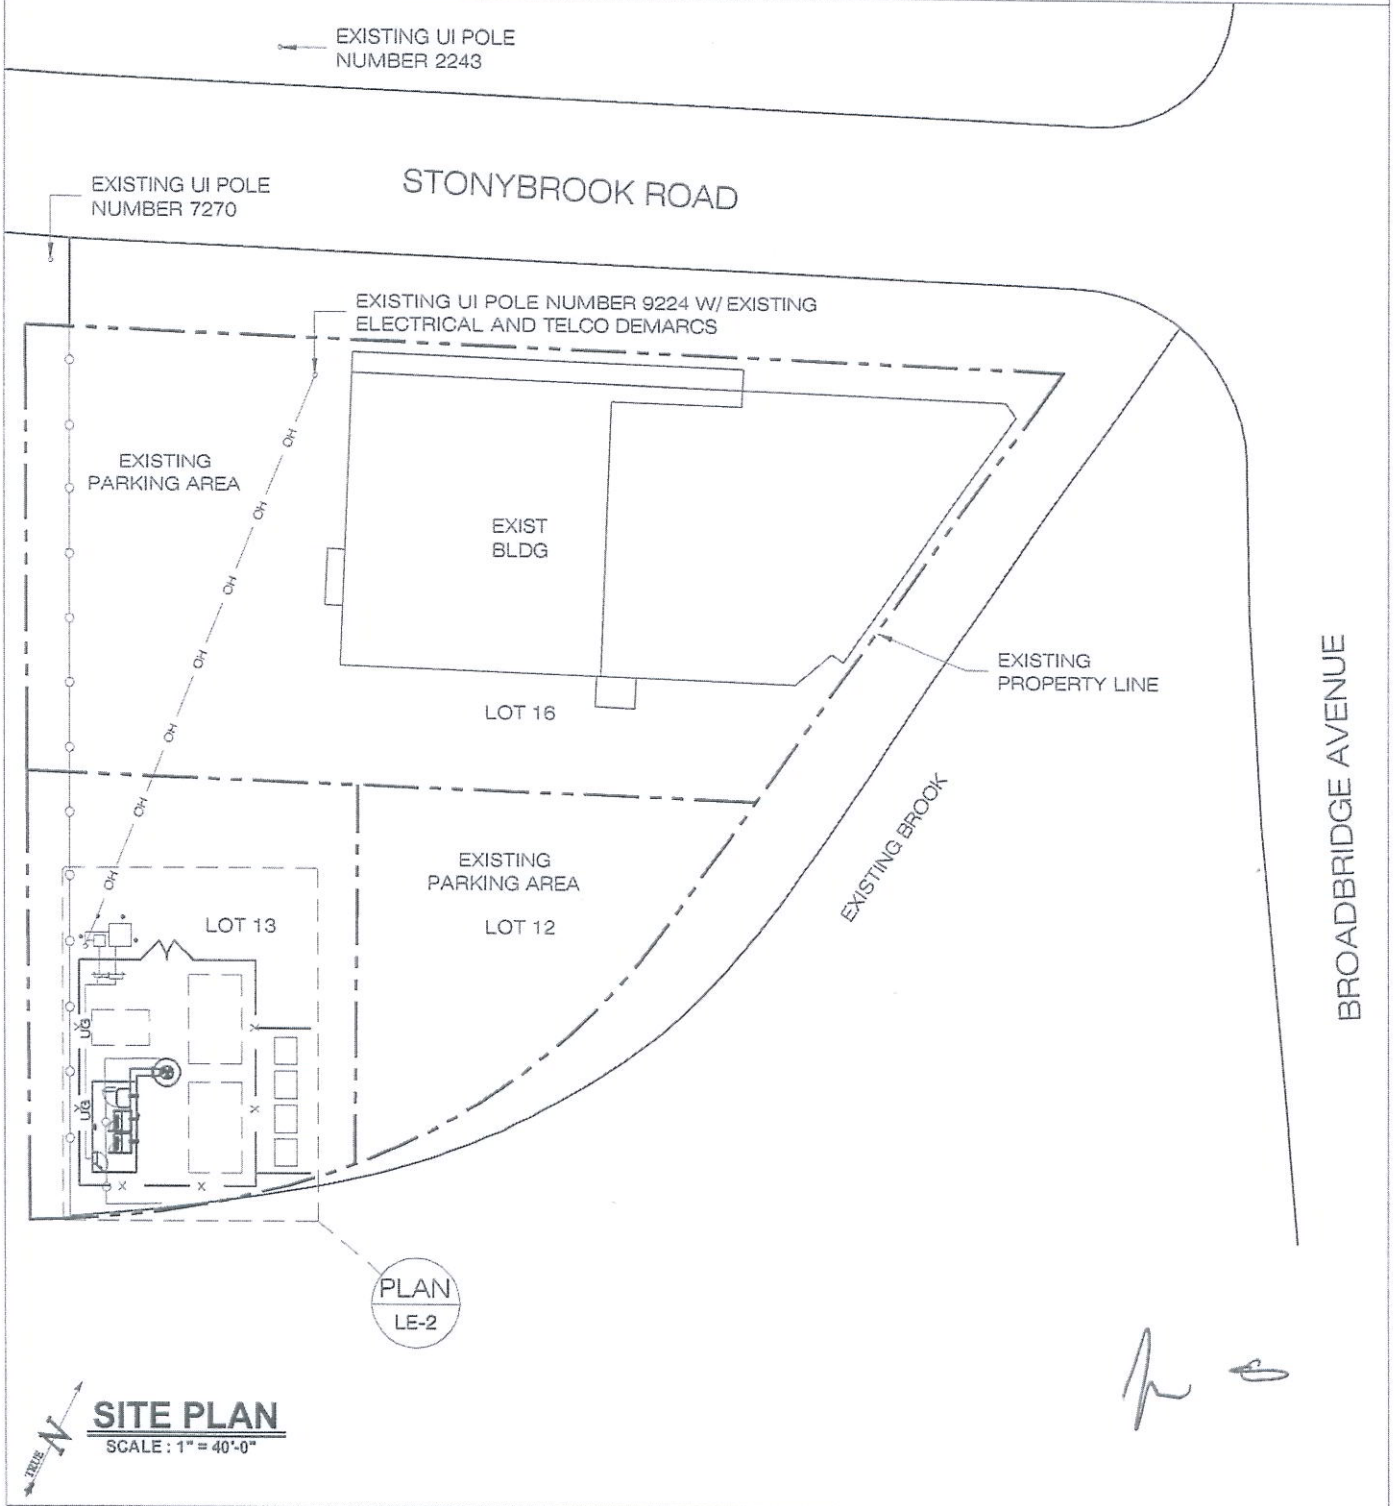 EXISTING UI POLE
NUMBER 2243
EXISTING UI POLE
NUMBER 7270
STONYBROOK ROAD
EXISTING UI POLE NUMBER 9224 W/ EXISTING
ELECTRICAL AND TELCO DEMARCS
OH
EXISTING
PARKING AREA
OH
EXIST
BLDG
OH
OH
EXISTING
PROPERTY LINE
LOT 16
OH
BROADBRIDGE AVENUE
OH
EXISTING BROOK
EXISTING
PARKING AREA
OH
LOT 13
LOT 12
UG
X
X
UG
X
X
X
X
PLAN
LE-2
TRUE
N
SITE PLAN
SCALE : 1" = 40'-0"